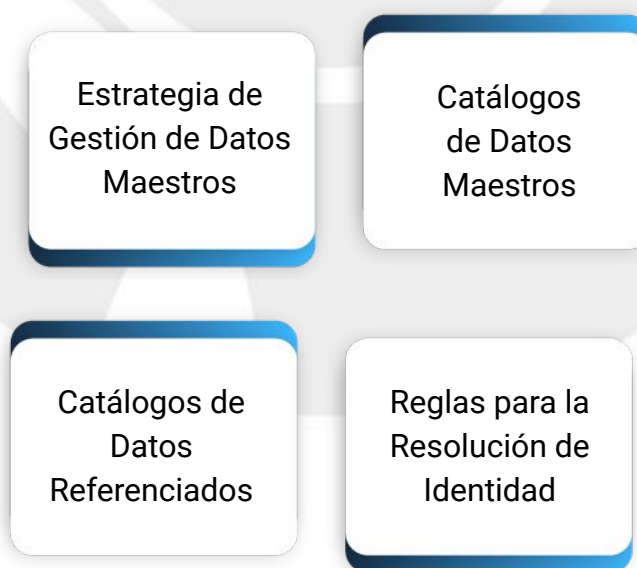 Estrategia de
Gestión de Datos
Maestros
Catálogos
de Datos
Maestros
Catálogos de
Datos
Referenciados
Reglas para la
Resolución de
Identidad